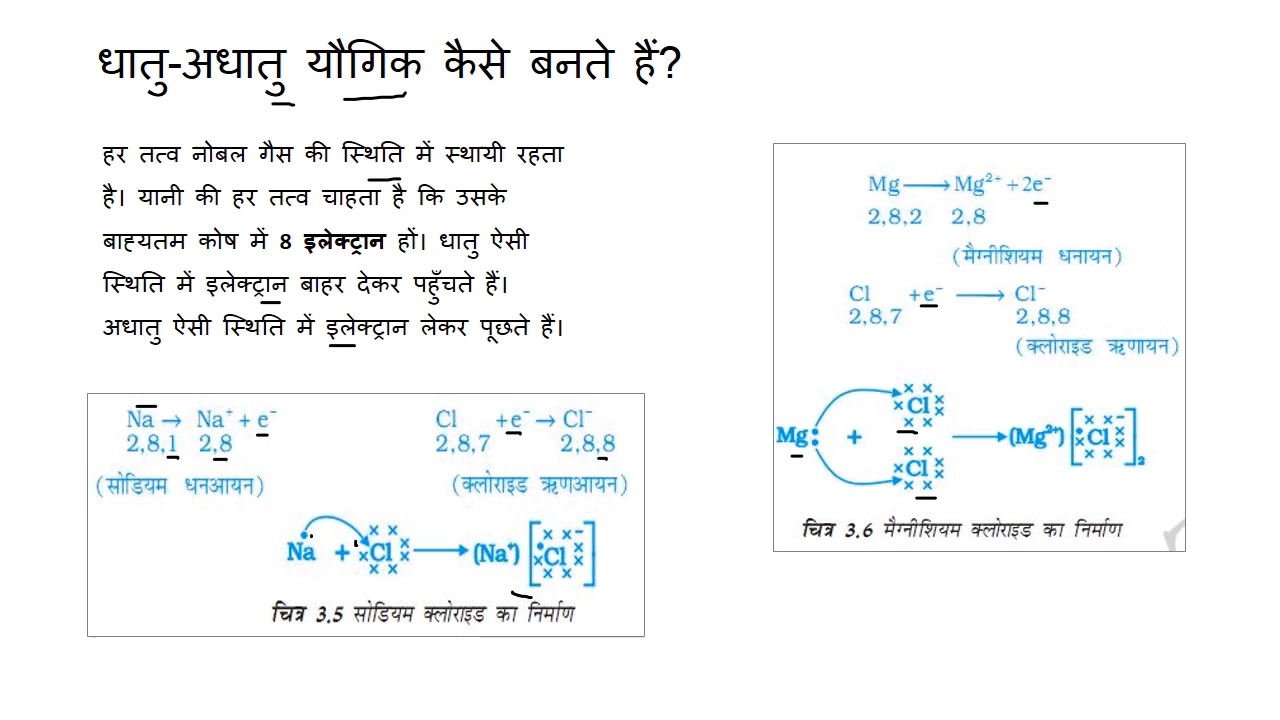 धातु-अधातु यौगिक कैसे बनते हैं?
हर तत्व नोबल गैस की स्थिति में स्थायी रहता
है। यानी की हर तत्व चाहता है कि उसके
बाह्यतम कोष में 8 इलेक्ट्रान हों। धातु ऐसी
स्थिति में इलेक्ट्रान बाहर देकर पहुँचते हैं।
अधातु ऐसी स्थिति में इलेक्ट्रान लेकर पूछते हैं।
Na → Na⁺ + e⁻
2,8,1 2,8
(सोडियम धनआयन)
Cl +e⁻ → Cl⁻
2,8,7 2,8,8
(क्लोराइड ऋणआयन)
Na + Cl → (Na⁺) [Cl⁻]
चित्र 3.5 सोडियम क्लोराइड का निर्माण
Mg → Mg²⁺ + 2e⁻
2,8,2 2,8
(मैग्नीशियम धनायन)
Cl +e⁻ → Cl⁻
2,8,7 2,8,8
(क्लोराइड ऋणायन)
Cl
Mg: + → (Mg²⁺) [Cl⁻]₂
Cl
चित्र 3.6 मैग्नीशियम क्लोराइड का निर्माण